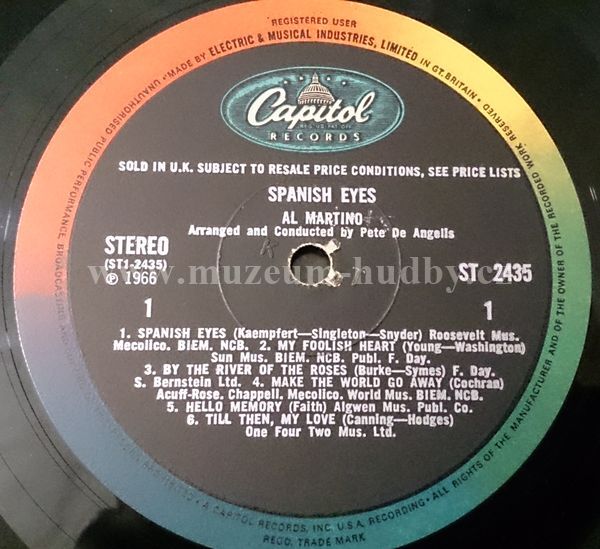 REGISTERED USER
UNAUTHORISED PUBLIC PERFORMANCE, BROADCASTING
MADE BY ELECTRIC & MUSICAL INDUSTRIES, LIMITED IN GT. BRITAIN
ALL RIGHTS OF THE MANUFACTURER AND OF THE OWNER OF THE RECORDED WORK RESERVED
Capitol
REG. U.S. PAT. OFF.
RECORDS
SOLD IN U.K. SUBJECT TO RESALE PRICE CONDITIONS, SEE PRICE LISTS
SPANISH EYES
AL MARTINO
Arranged and Conducted by Pete De Angelis
STEREO
(ST1-2435)
℗ 1966
ST 2435
www.muzeum-hudby.cz
1
1
1. SPANISH EYES (Kaempfert—Singleton—Snyder) Roosevelt Mus.
Mecolico. BIEM. NCB. 2. MY FOOLISH HEART (Young—Washington)
Sun Mus. BIEM. NCB. Publ. F. Day.
3. BY THE RIVER OF THE ROSES (Burke—Symes) F. Day.
S. Bernstein Ltd. 4. MAKE THE WORLD GO AWAY (Cochran)
Acuff-Rose. Chappell. Mecolico. World Mus. BIEM. NCB.
5. HELLO MEMORY (Faith) Algwen Mus. Publ. Co.
6. TILL THEN, MY LOVE (Canning—Hodges)
One Four Two Mus. Ltd.
A CAPITOL RECORDS, INC. U.S.A. RECORDING
REGD. TRADE MARK